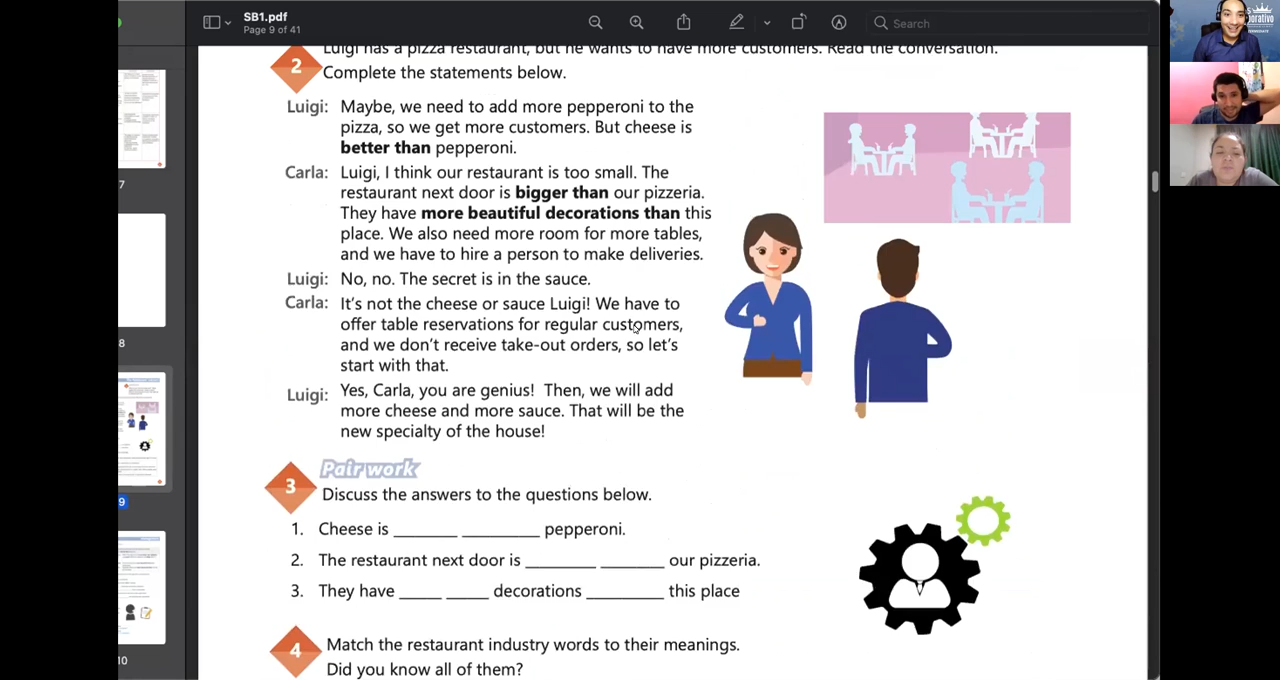 SB1.pdf
Page 9 of 41
Search
2
Luigi has a pizza restaurant, but he wants to have more customers. Read the conversation.
Complete the statements below.
Luigi: Maybe, we need to add more pepperoni to the
pizza, so we get more customers. But cheese is
better than pepperoni.
Carla: Luigi, I think our restaurant is too small. The
restaurant next door is bigger than our pizzeria.
They have more beautiful decorations than this
place. We also need more room for more tables,
and we have to hire a person to make deliveries.
Luigi: No, no. The secret is in the sauce.
Carla: It's not the cheese or sauce Luigi! We have to
offer table reservations for regular customers,
and we don't receive take-out orders, so let's
start with that.
Luigi: Yes, Carla, you are genius! Then, we will add
more cheese and more sauce. That will be the
new specialty of the house!
3
Pair work
Discuss the answers to the questions below.
1. Cheese is ________ ________ pepperoni.
2. The restaurant next door is ________ ________ our pizzeria.
3. They have _____ _____ decorations _________ this place
4
Match the restaurant industry words to their meanings.
Did you know all of them?
7
8
9
10